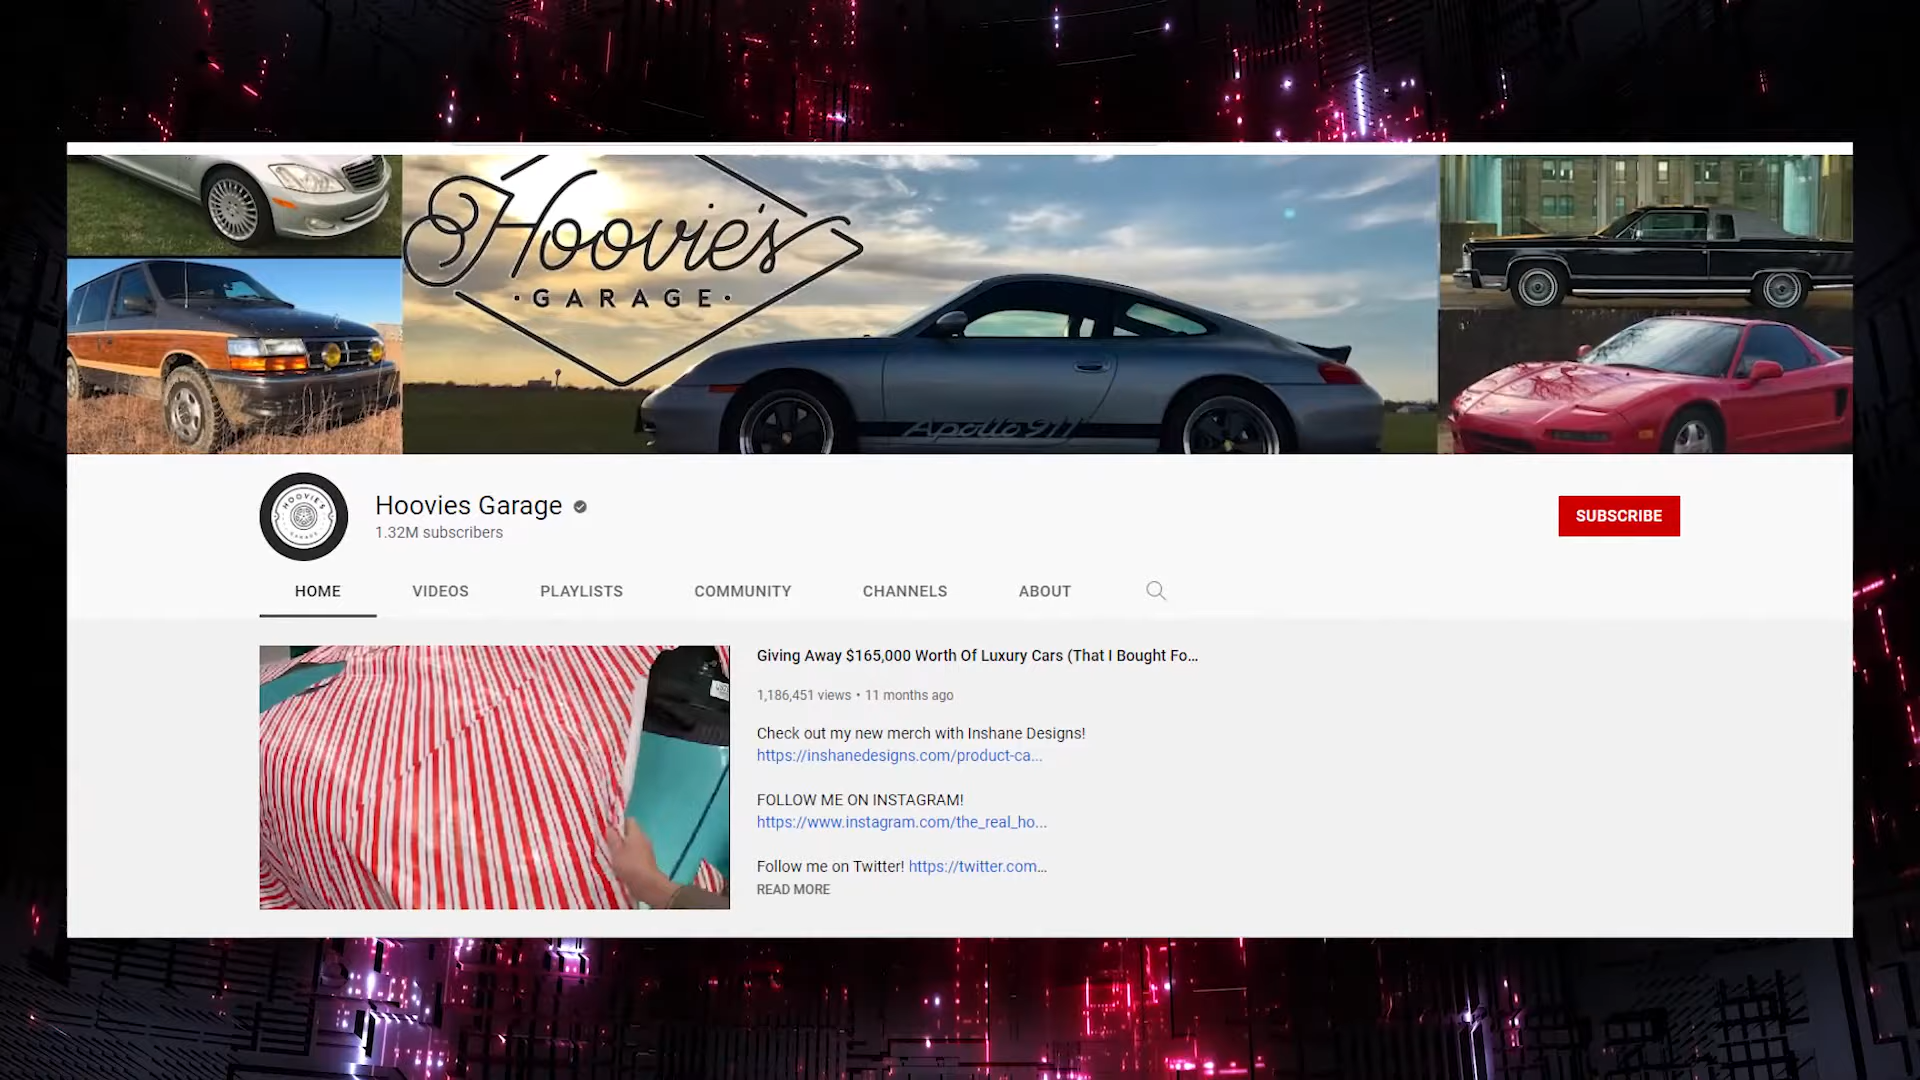 Hoovie's
·GARAGE·
Apollo 911
HOOVIE'S
GARAGE
Hoovies Garage
1.32M subscribers
SUBSCRIBE
HOME VIDEOS PLAYLISTS COMMUNITY CHANNELS ABOUT
Giving Away $165,000 Worth Of Luxury Cars (That I Bought Fo...
1,186,451 views • 11 months ago
Check out my new merch with Inshane Designs!
https://inshanedesigns.com/product-ca...
FOLLOW ME ON INSTAGRAM!
https://www.instagram.com/the_real_ho...
Follow me on Twitter! https://twitter.com...
READ MORE